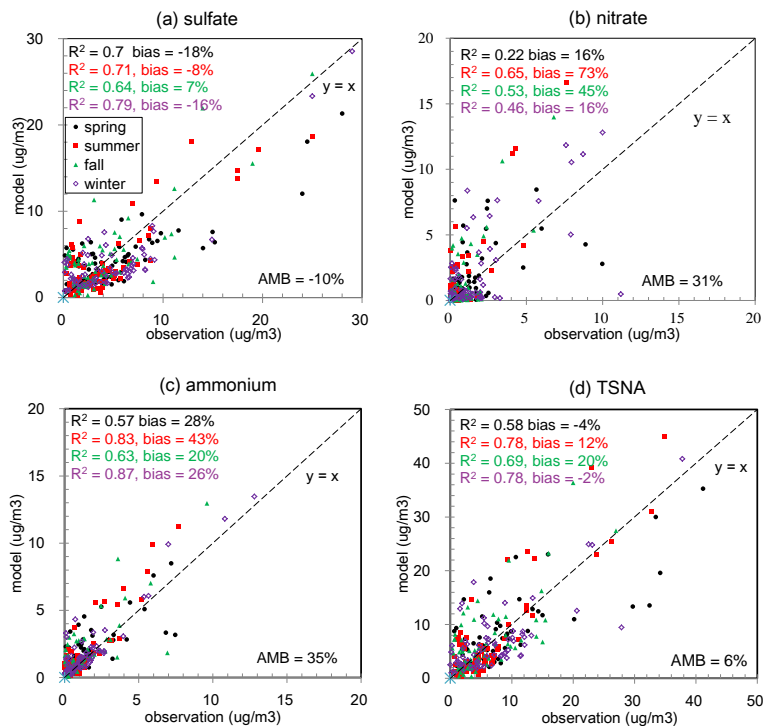 (a) sulfate
30
20
10
0
model (ug/m3)
R² = 0.7 bias = -18%
R² = 0.71, bias = -8%
R² = 0.64, bias = 7%
R² = 0.79, bias = -16%
spring
summer
fall
winter
y = x
AMB = -10%
0 10 20 30
observation (ug/m3)
(b) nitrate
20
15
10
5
0
model (ug/m3)
R² = 0.22 bias = 16%
R² = 0.65, bias = 73%
R² = 0.53, bias = 45%
R² = 0.46, bias = 16%
y = x
AMB = 31%
0 5 10 15 20
observation (ug/m3)
(c) ammonium
20
15
10
5
0
model (ug/m3)
R² = 0.57 bias = 28%
R² = 0.83, bias = 43%
R² = 0.63, bias = 20%
R² = 0.87, bias = 26%
y = x
AMB = 35%
0 5 10 15 20
observation (ug/m3)
(d) TSNA
50
40
30
20
10
0
model (ug/m3)
R² = 0.58 bias = -4%
R² = 0.78, bias = 12%
R² = 0.69, bias = 20%
R² = 0.78, bias = -2%
y = x
AMB = 6%
0 10 20 30 40 50
observation (ug/m3)